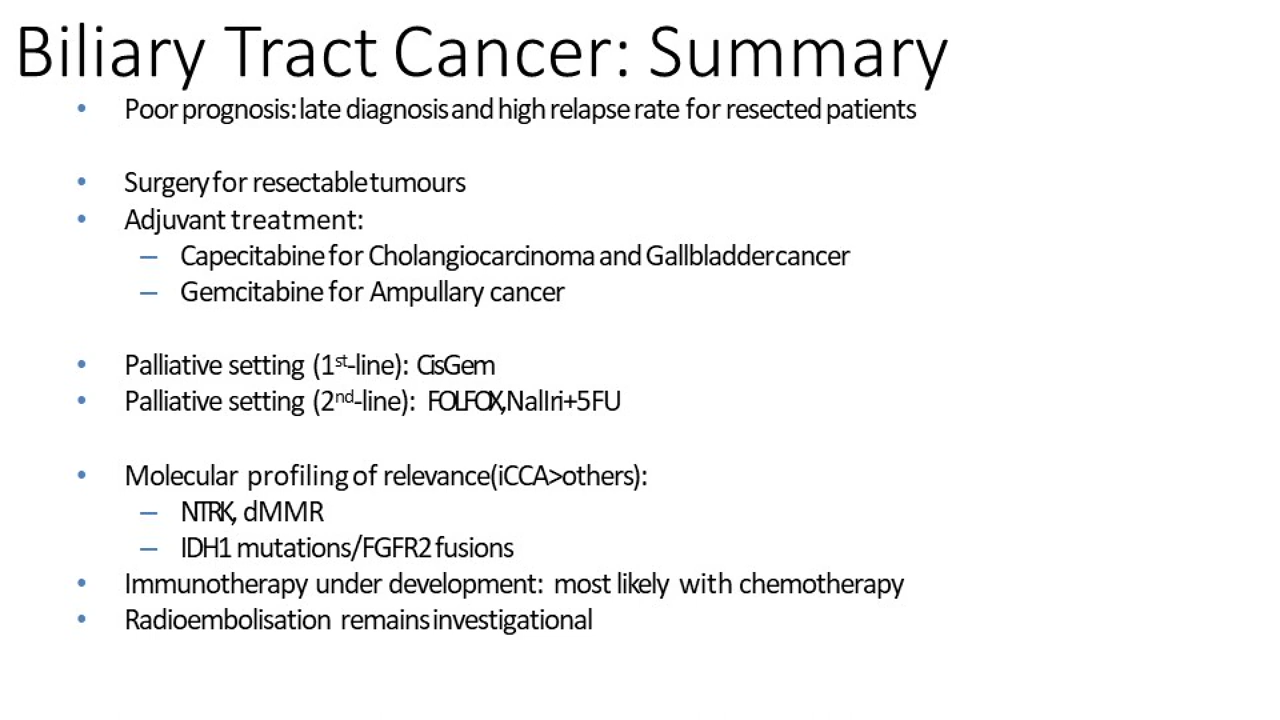 Biliary Tract Cancer: Summary
• Poor prognosis: late diagnosis and high relapse rate for resected patients
• Surgery for resectable tumours
• Adjuvant treatment:
– Capecitabine for Cholangiocarcinoma and Gallbladder cancer
– Gemcitabine for Ampullary cancer
• Palliative setting (1st-line): CisGem
• Palliative setting (2nd-line): FOLFOX, NalIri+5FU
• Molecular profiling of relevance (iCCA>others):
– NTRK, dMMR
– IDH1 mutations/FGFR2 fusions
• Immunotherapy under development: most likely with chemotherapy
• Radioembolisation remains investigational